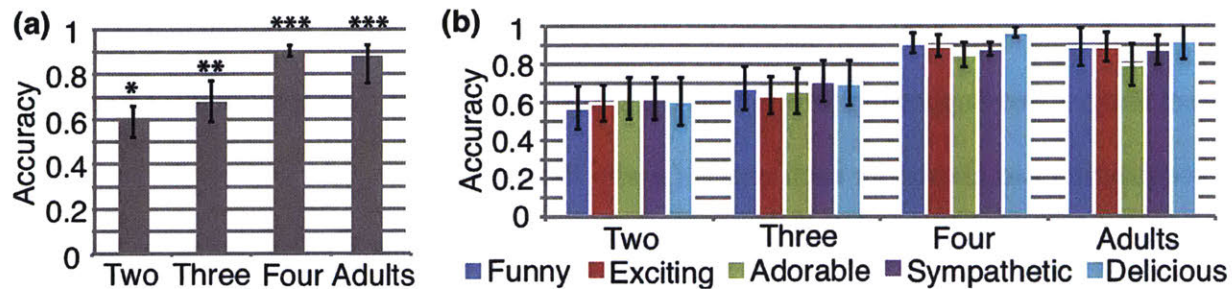 (a)
Accuracy
1
0.8
0.6
0.4
0.2
0
*
**
***
***
Two Three Four Adults
(b)
Accuracy
1
0.8
0.6
0.4
0.2
0
Two Three Four Adults
Funny Exciting Adorable Sympathetic Delicious